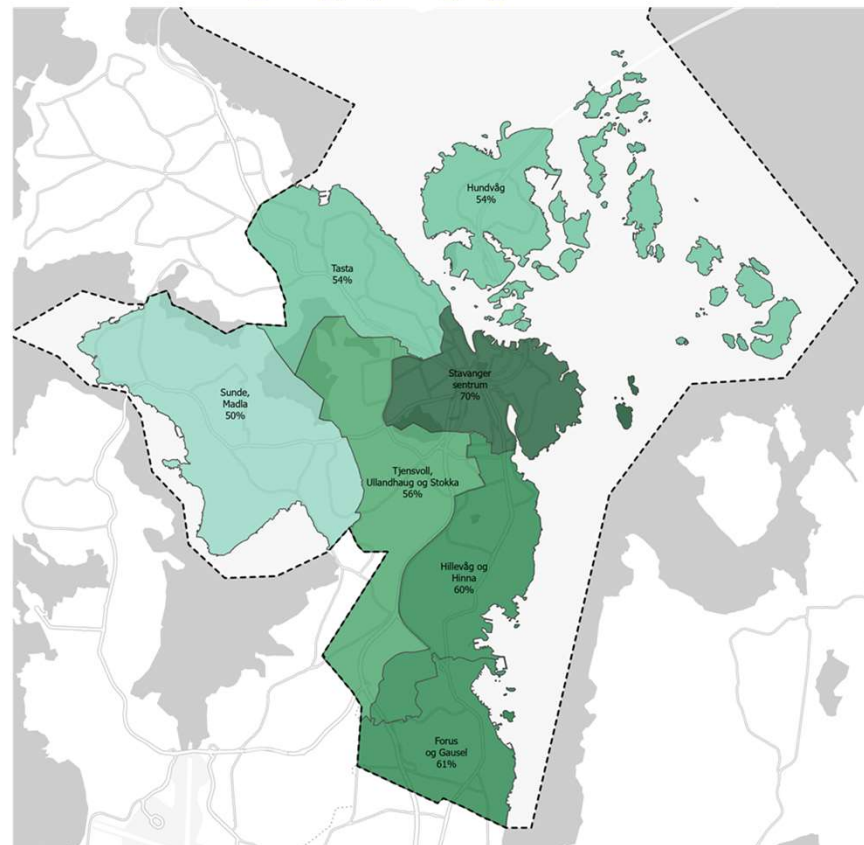 Hundvåg
54%
Tasta
54%
Stavanger
sentrum
70%
Sunde,
Madla
50%
Tjensvoll,
Ullandhaug og Stokka
56%
Hillevåg og
Hinna
60%
Forus
og Gausel
61%